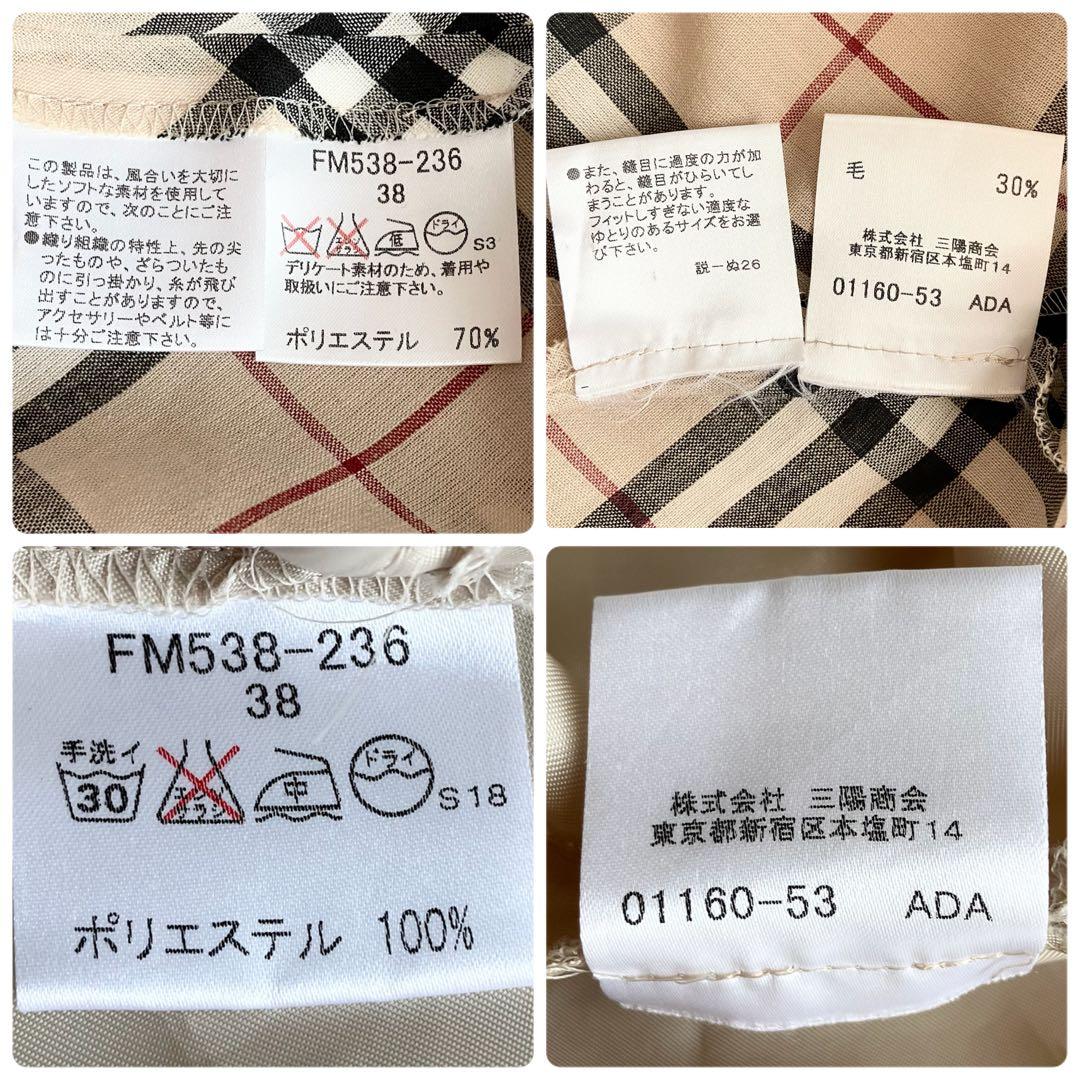 この製品は、風合いを大切に
したソフトな素材を使用して
いますので、次のことにご注
意下さい。
●織り組織の特性上、先の尖
ったものや、ざらついたも
のに引っ掛かり、糸が飛び
出すことがありますので、
アクセサリーやベルト等に
は十分ご注意下さい。
FM538-236
38
エンソ
サラシ
低
ドライ
S3
デリケート素材のため、着用や
取扱いにご注意下さい。
ポリエステル 70%
●また、縫目に過度の力が加
わると、縫目がひらいてし
まうことがあります。
フィットしすぎない適度な
ゆとりのあるサイズをお選
び下さい。
説－ぬ26
毛 30%
株式会社 三陽商会
東京都新宿区本塩町14
01160-53 ADA
FM538-236
38
手洗イ
30
エンソ
サラシ
中
ドライ
S18
ポリエステル 100%
株式会社 三陽商会
東京都新宿区本塩町14
01160-53 ADA